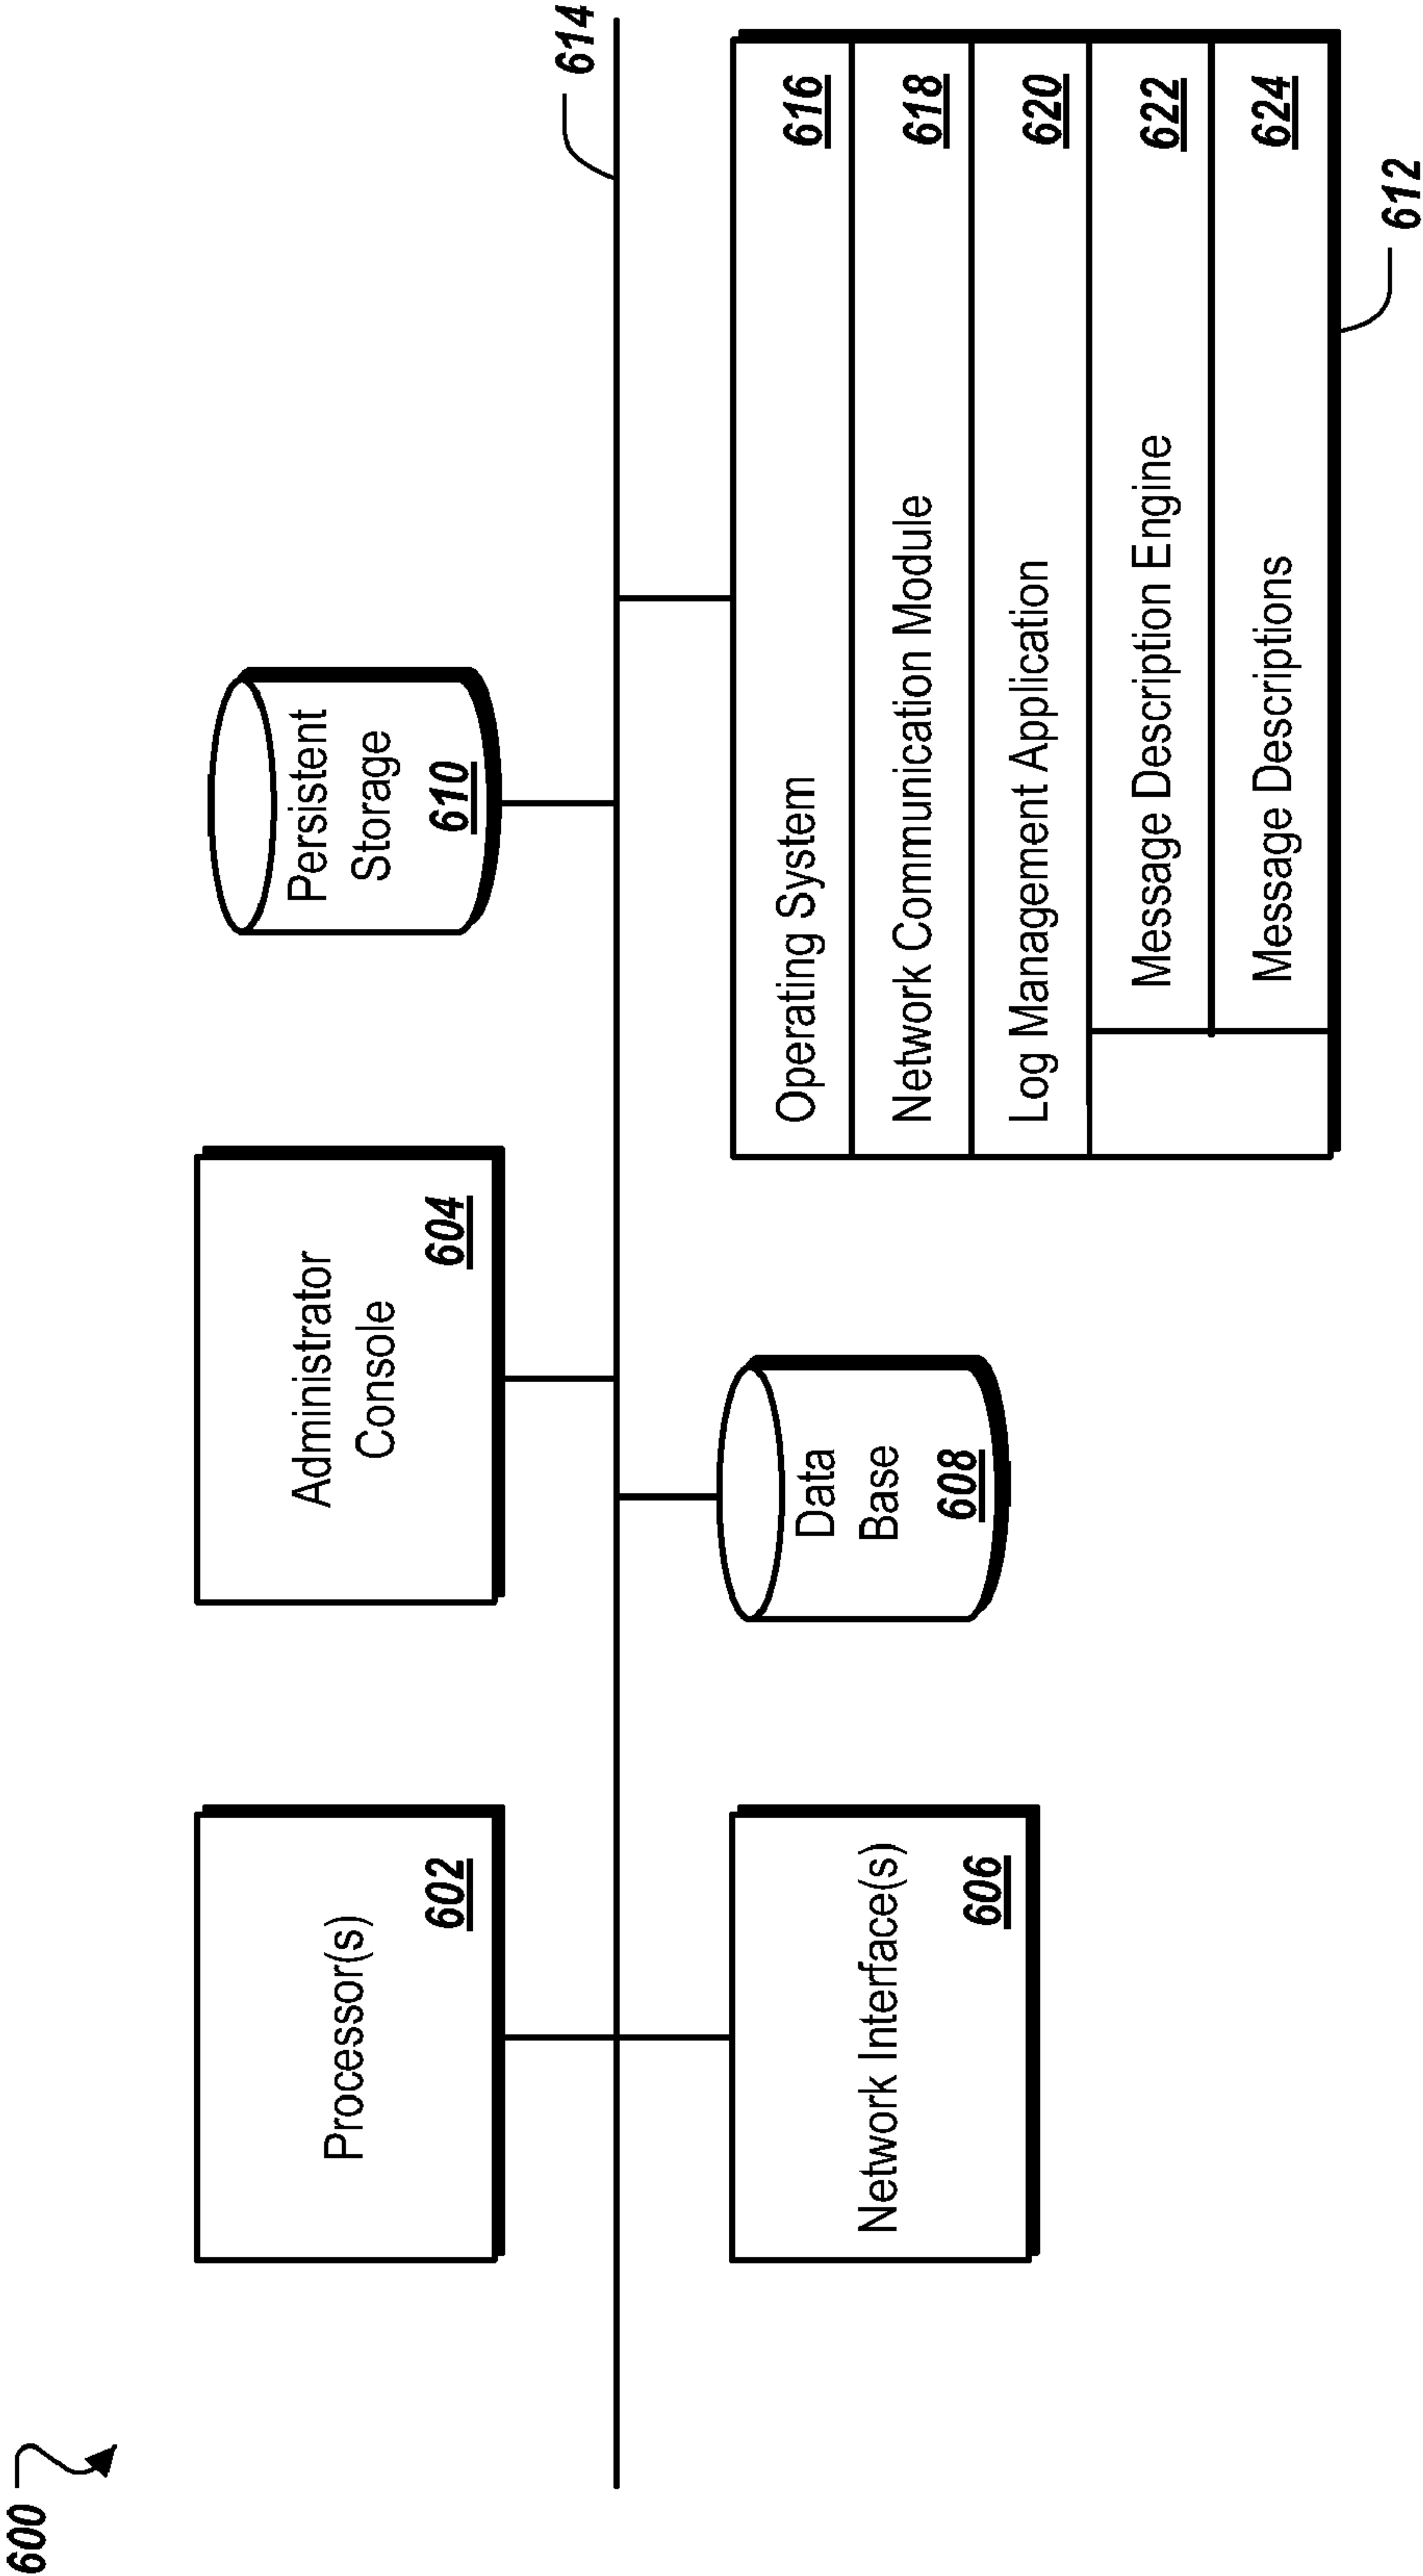 600
Processor(s)
602
Administrator
Console
604
Persistent
Storage
610
614
Network Interface(s)
606
Data
Base
608
Operating System 616
Network Communication Module 618
Log Management Application 620
Message Description Engine 622
Message Descriptions 624
612